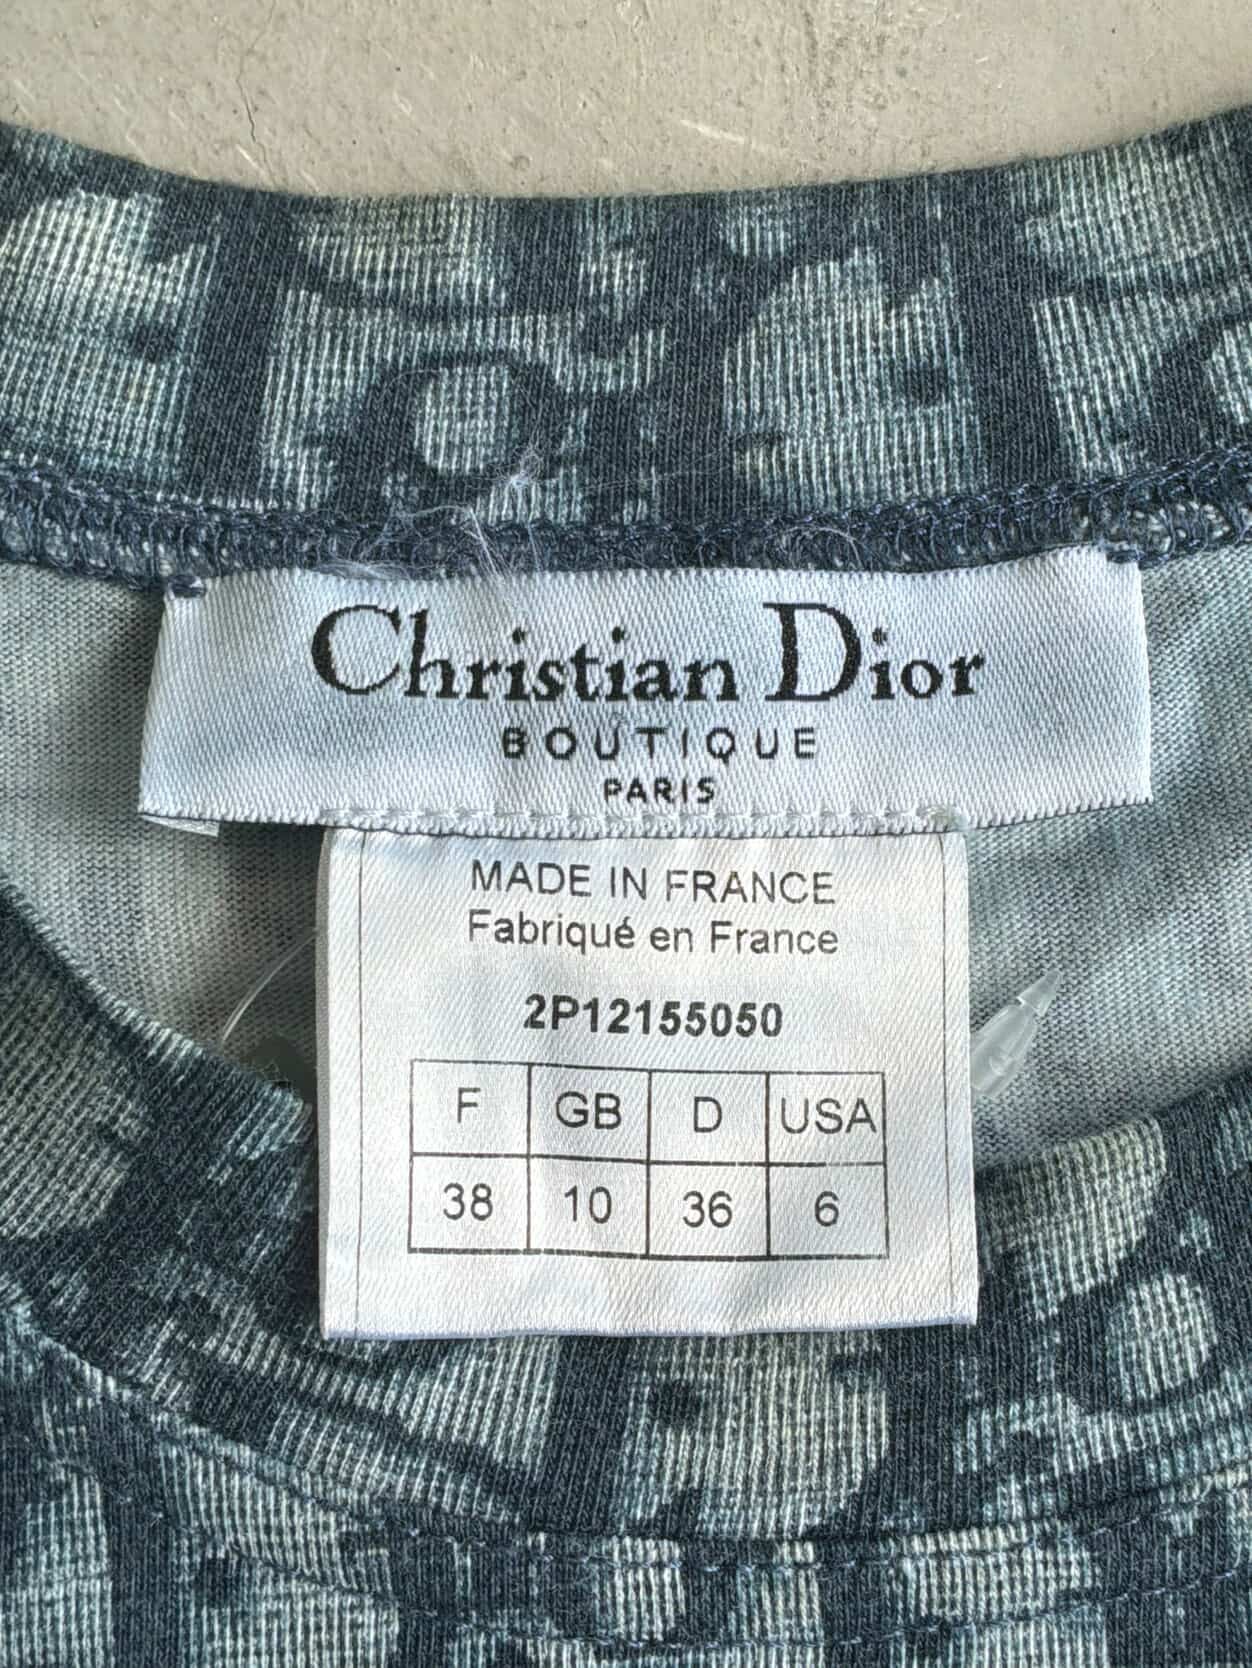 Christian Dior
BOUTIQUE
PARIS
MADE IN FRANCE
Fabriqué en France
2P12155050
F GB D USA
38 10 36 6